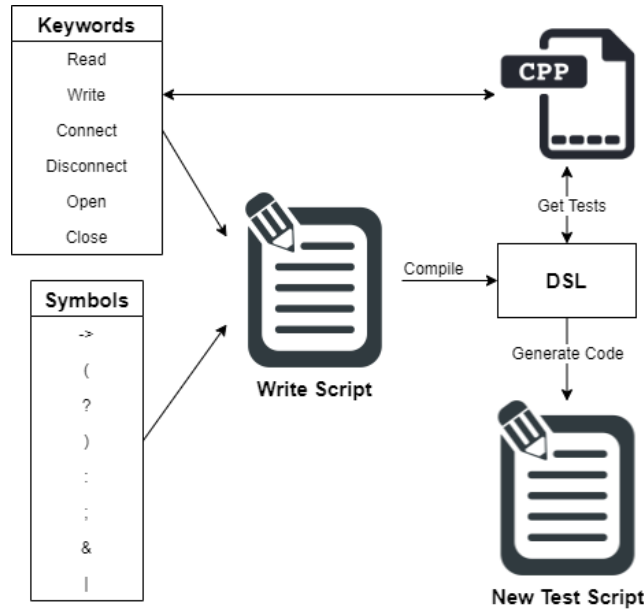 Keywords
Read
Write
Connect
Disconnect
Open
Close
CPP
Get Tests
Symbols
->
(
?
)
:
;
&
|
Compile
DSL
Write Script
Generate Code
New Test Script